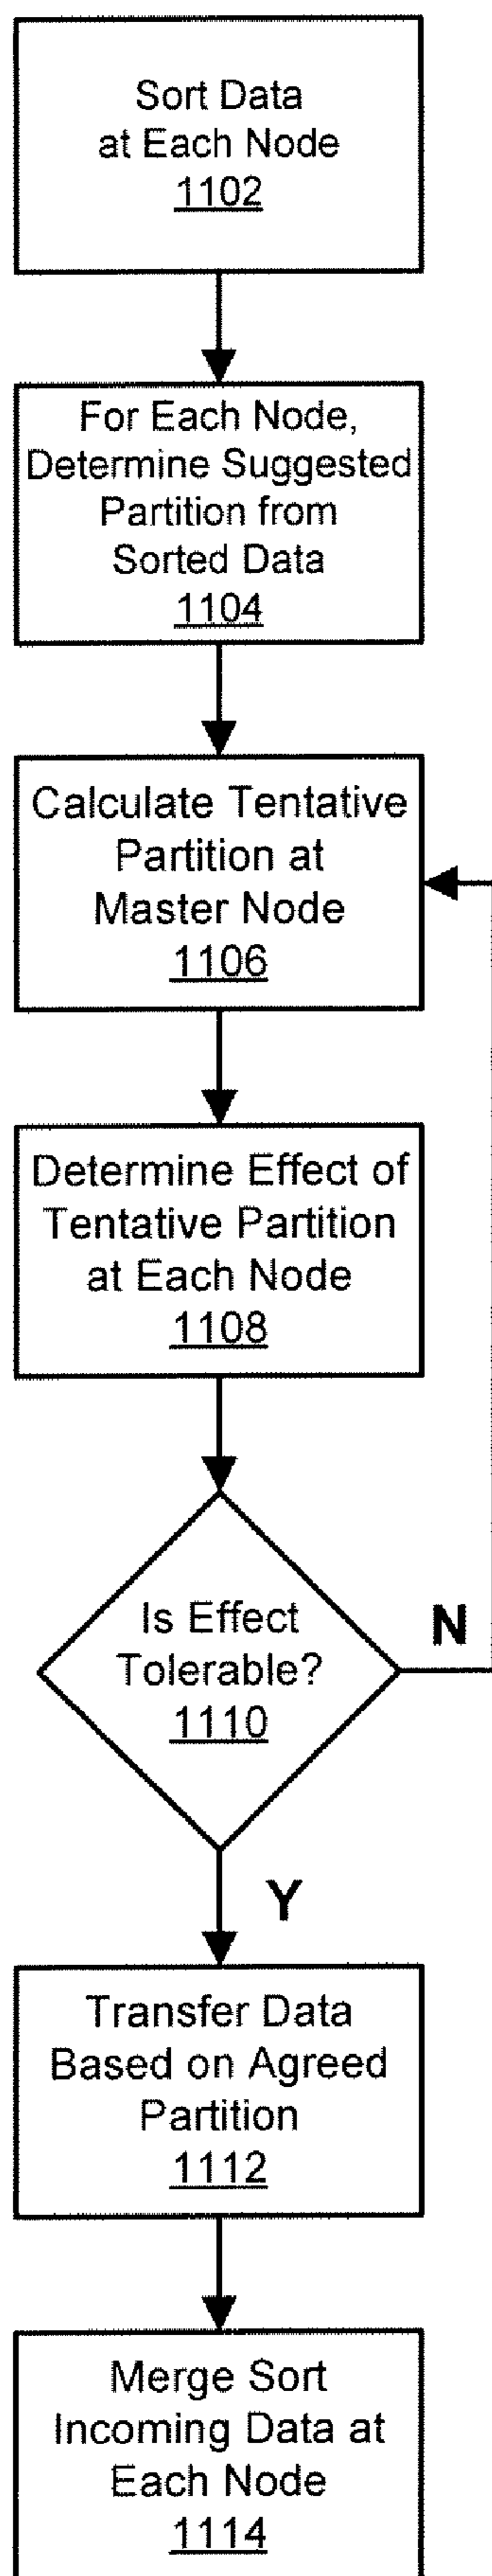 Sort Data
at Each Node
1102
For Each Node,
Determine Suggested
Partition from
Sorted Data
1104
Calculate Tentative
Partition at
Master Node
1106
Determine Effect of
Tentative Partition
at Each Node
1108
Is Effect
Tolerable?
1110
N
Y
Transfer Data
Based on Agreed
Partition
1112
Merge Sort
Incoming Data at
Each Node
1114